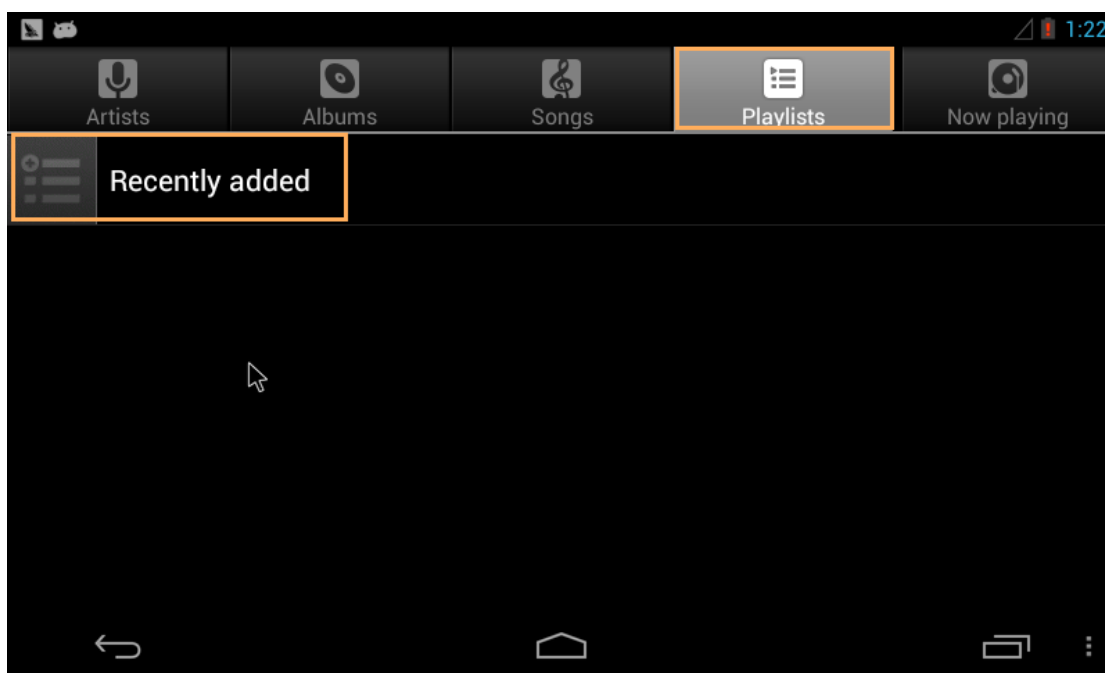 1:22
Artists
Albums
Songs
Playlists
Now playing
Recently added